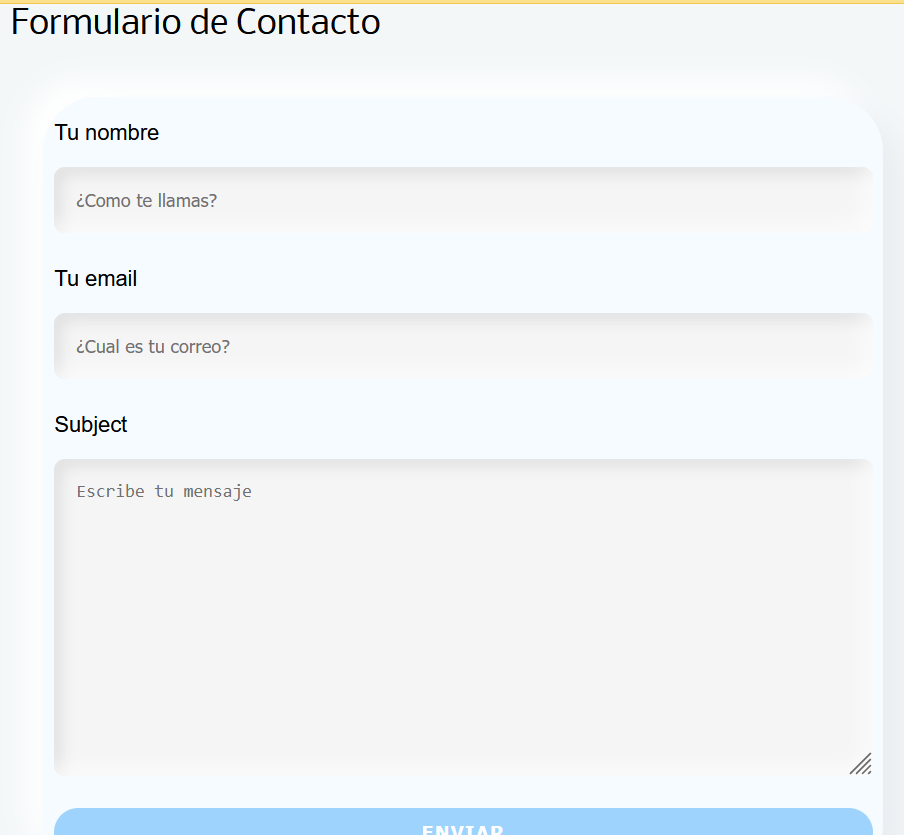 Formulario de Contacto
Tu nombre
¿Como te llamas?
Tu email
¿Cual es tu correo?
Subject
Escribe tu mensaje
ENVIAR